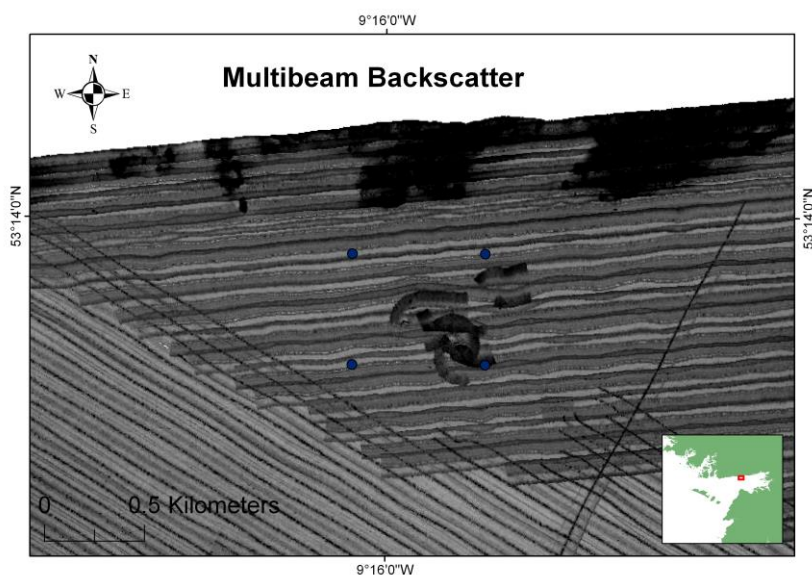 9°16'0"W
N
Multibeam Backscatter
W E
S
53°14'0"N
53°14'0"N
0 0.5 Kilometers
9°16'0"W